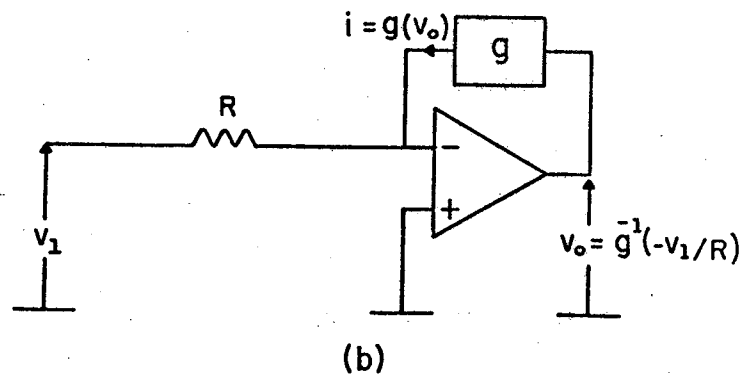 i = g(v₀)
g
R
−
+
v₁
v₀ = g⁻¹(-v₁/R)
(b)